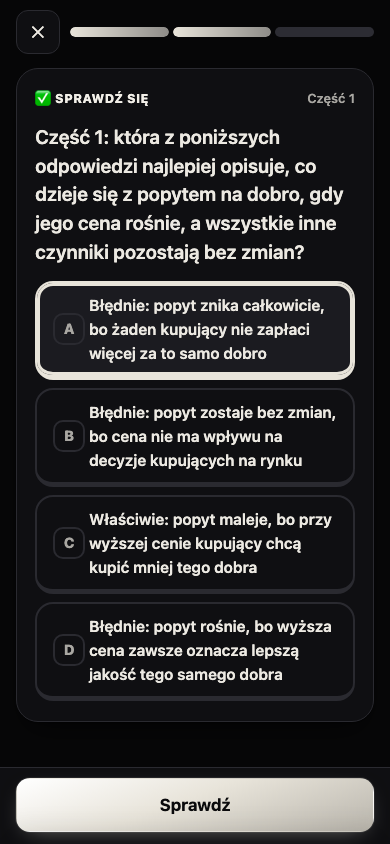 ✅ SPRAWDŹ SIĘ
Część 1
Część 1: która z poniższych
odpowiedzi najlepiej opisuje, co
dzieje się z popytem na dobro, gdy
jego cena rośnie, a wszystkie inne
czynniki pozostają bez zmian?
A
Błędnie: popyt znika całkowicie,
bo żaden kupujący nie zapłaci
więcej za to samo dobro
B
Błędnie: popyt zostaje bez zmian,
bo cena nie ma wpływu na
decyzje kupujących na rynku
C
Właściwie: popyt maleje, bo przy
wyższej cenie kupujący chcą
kupić mniej tego dobra
D
Błędnie: popyt rośnie, bo wyższa
cena zawsze oznacza lepszą
jakość tego samego dobra
Sprawdź